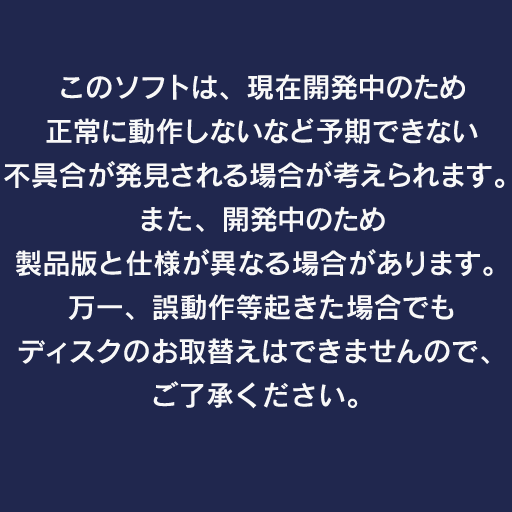 このソフトは、現在開発中のため
正常に動作しないなど予期できない
不具合が発見される場合が考えられます。
また、開発中のため
製品版と仕様が異なる場合があります。
万一、誤動作等起きた場合でも
ディスクのお取替えはできませんので、
ご了承ください。